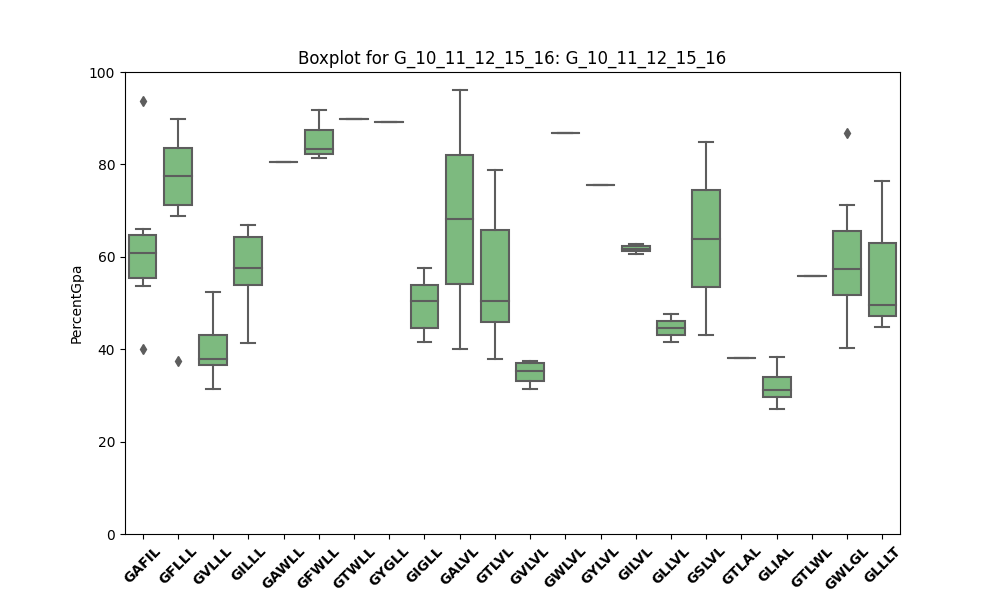 Boxplot for G_10_11_12_15_16: G_10_11_12_15_16
100
80
60
40
20
0
PercentGpa
GAFIL GFLLL GVLLL GILLL GAWLL GFWLL GTWLL GYGLL GIGLL GALVL GTLVL GVLVL GWLVL GYLVL GILVL GLLVL GSLVL GTLAL GLIAL GTLWL GWLGL GLLLT